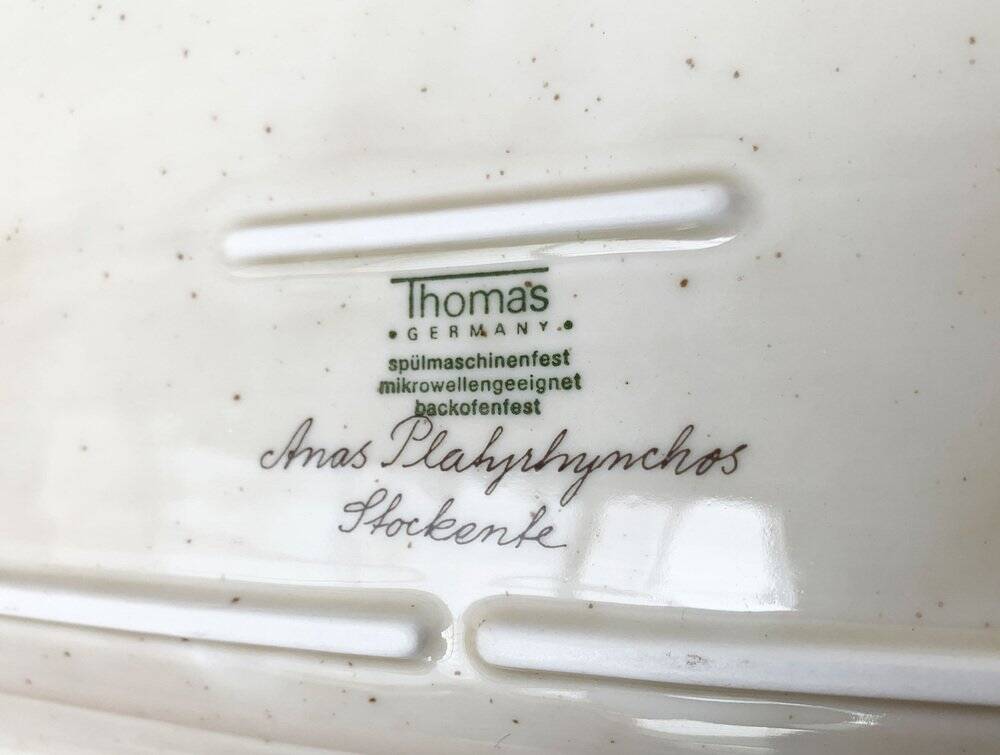 Thomas
• GERMANY •
spülmaschinenfest
mikrowellengeeignet
backofenfest
Anas Platyrhynchos
Stockente